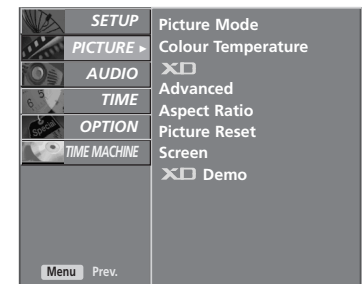 SETUP
PICTURE ►
AUDIO
TIME
OPTION
Special
TIME MACHINE
Menu Prev.
Picture Mode
Colour Temperature
XD
Advanced
Aspect Ratio
Picture Reset
Screen
XD Demo